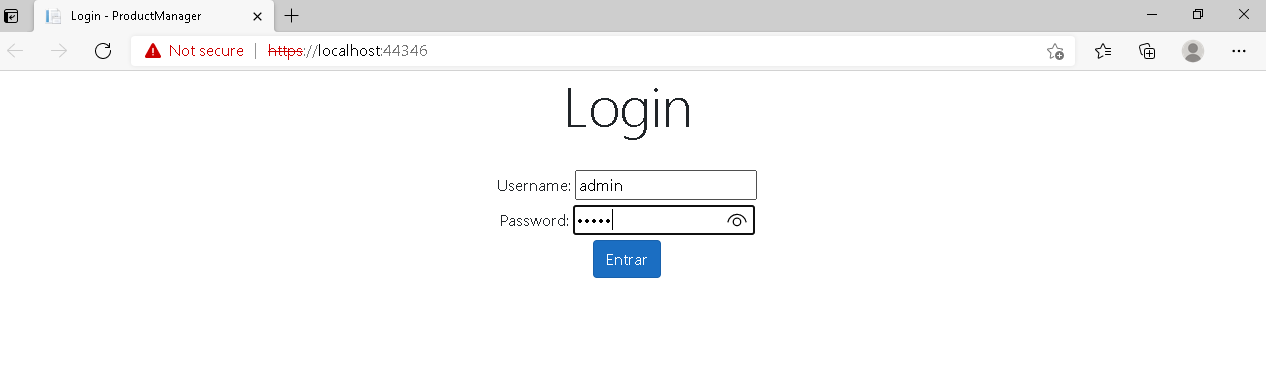 Login - ProductManager
Not secure | https://localhost:44346
Login
Username: admin
Password: •••••
Entrar